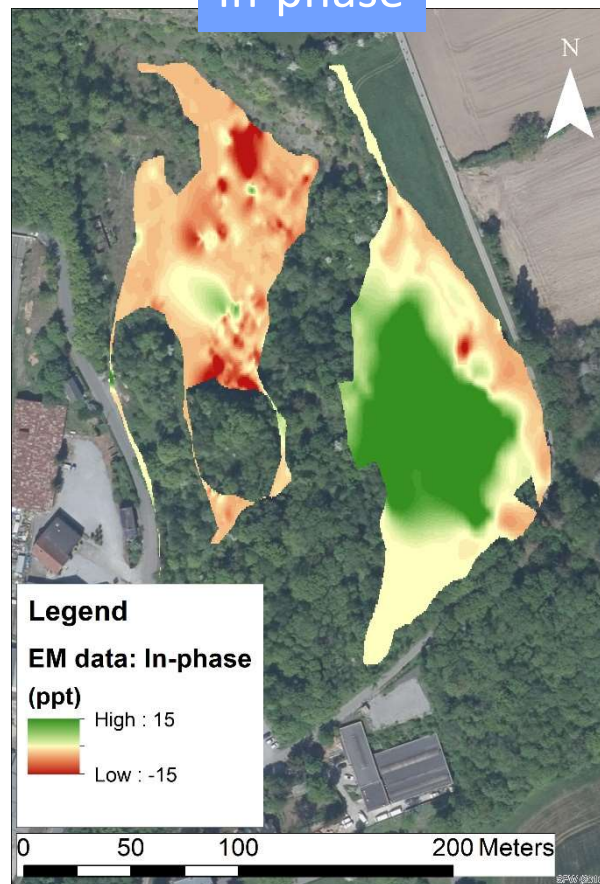 In-phase
N
Legend
EM data: In-phase
(ppt)
High : 15
Low : -15
0 50 100 200 Meters